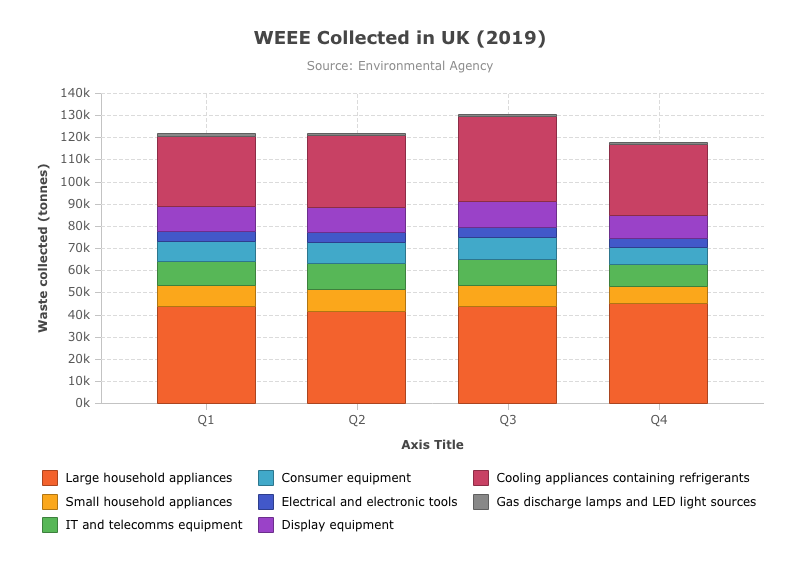 WEEE Collected in UK (2019)
Source: Environmental Agency
Waste collected (tonnes)
140k
130k
120k
110k
100k
90k
80k
70k
60k
50k
40k
30k
20k
10k
0k
Q1 Q2 Q3 Q4
Axis Title
Large household appliances
Small household appliances
IT and telecomms equipment
Consumer equipment
Electrical and electronic tools
Display equipment
Cooling appliances containing refrigerants
Gas discharge lamps and LED light sources